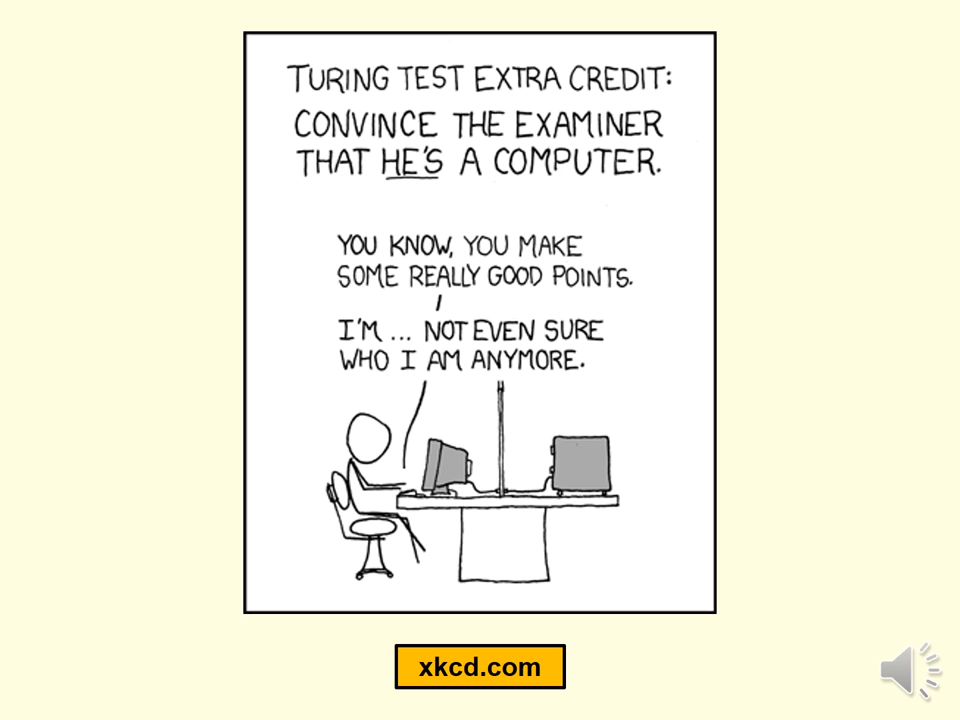 TURING TEST EXTRA CREDIT:
CONVINCE THE EXAMINER
THAT HE'S A COMPUTER.
YOU KNOW, YOU MAKE
SOME REALLY GOOD POINTS.
I'M ... NOT EVEN SURE
WHO I AM ANYMORE.
xkcd.com